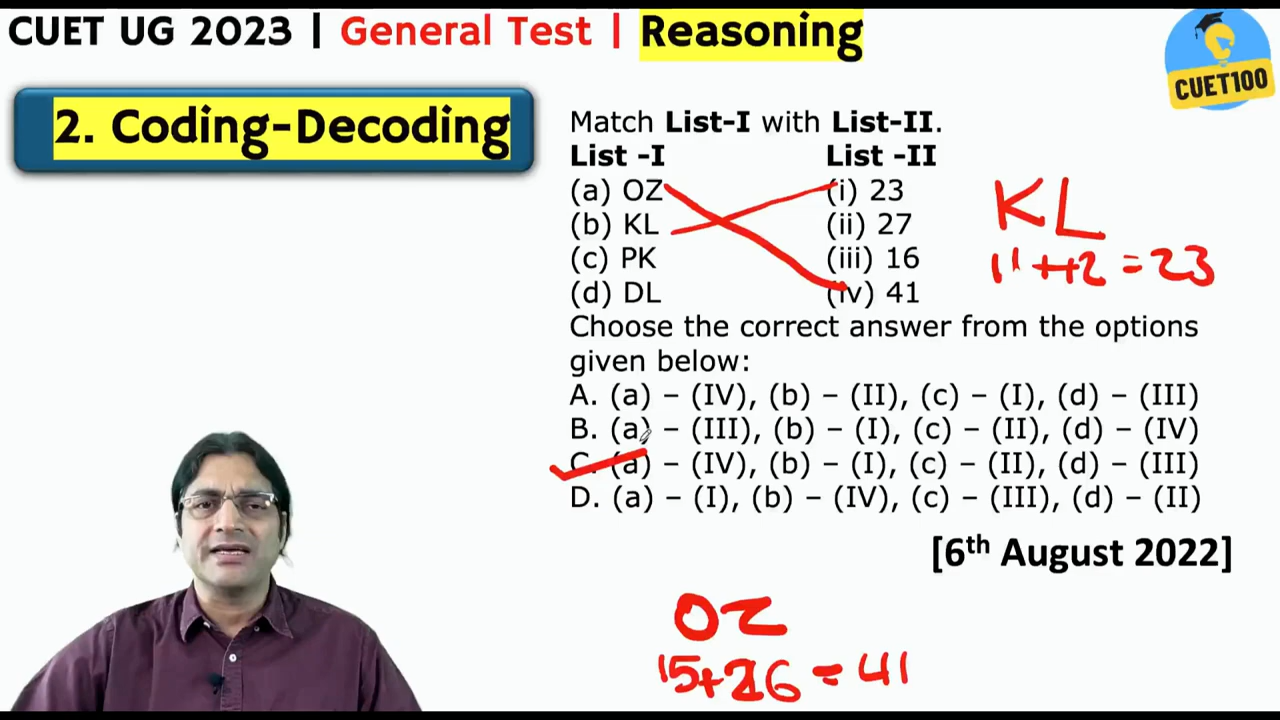 CUET UG 2023 | General Test | Reasoning
CUET100
2. Coding-Decoding
Match List-I with List-II.
List -I List -II
(a) OZ (i) 23
(b) KL (ii) 27
(c) PK (iii) 16
(d) DL (iv) 41
KL
11+12=23
Choose the correct answer from the options
given below:
A. (a) – (IV), (b) – (II), (c) – (I), (d) – (III)
B. (a) – (III), (b) – (I), (c) – (II), (d) – (IV)
C. (a) – (IV), (b) – (I), (c) – (II), (d) – (III)
D. (a) – (I), (b) – (IV), (c) – (III), (d) – (II)
[6th August 2022]
OZ
15+26=41